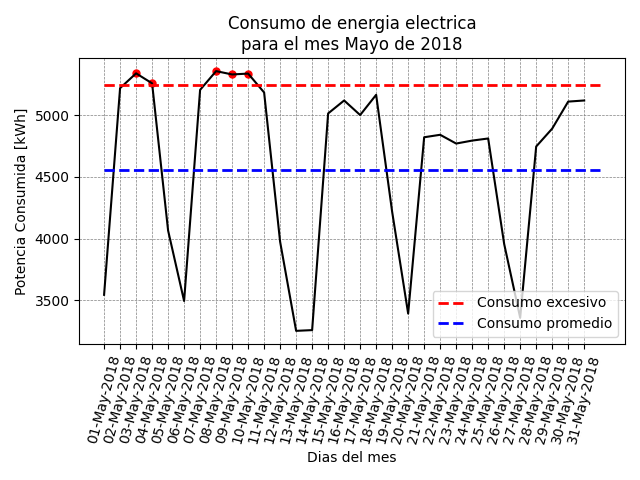 Consumo de energia electrica
para el mes Mayo de 2018
Potencia Consumida [kWh]
5000
4500
4000
3500
Consumo excesivo
Consumo promedio
01-May-2018
02-May-2018
03-May-2018
04-May-2018
05-May-2018
06-May-2018
07-May-2018
08-May-2018
09-May-2018
10-May-2018
11-May-2018
12-May-2018
13-May-2018
14-May-2018
15-May-2018
16-May-2018
17-May-2018
18-May-2018
19-May-2018
20-May-2018
21-May-2018
22-May-2018
23-May-2018
24-May-2018
25-May-2018
26-May-2018
27-May-2018
28-May-2018
29-May-2018
30-May-2018
31-May-2018
Dias del mes